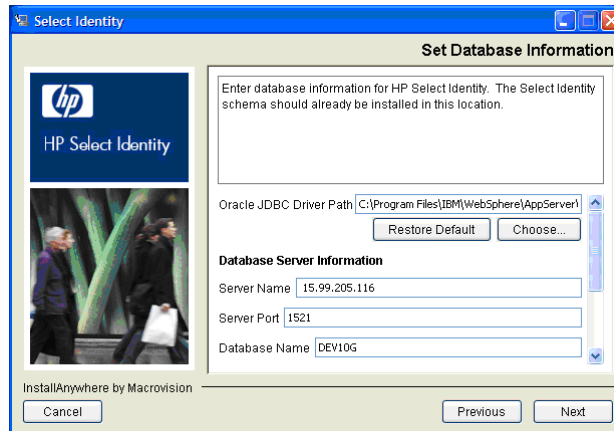 Select Identity
Set Database Information
hp
HP Select Identity
Enter database information for HP Select Identity. The Select Identity
schema should already be installed in this location.
Oracle JDBC Driver Path C:\Program Files\IBM\WebSphere\AppServer\
Restore Default Choose...
Database Server Information
Server Name 15.99.205.116
Server Port 1521
Database Name DEV10G
InstallAnywhere by Macrovision
Cancel Previous Next